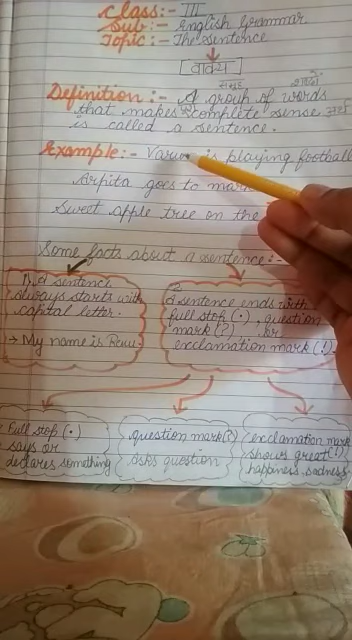 Class:- III
Sub:- English Grammar
Topic:- The Sentence
[वाक्य]
समूह शब्दों
Definition:- A group of words
that makes complete sense अर्थ
is called a sentence.
Example:- Varun is playing football
Arpita goes to
Sweet apple tree on the
Some facts about A sentence:-
1. A sentence
always starts with
capital letter.
→ My name is Ravi.
2.
A sentence ends with
full stop (.), question
mark (?) or
exclamation mark (!).
Full stop (.)
says or
declares something
question mark (?)
asks question
exclamation mark
shows great (!)
happiness, sadness